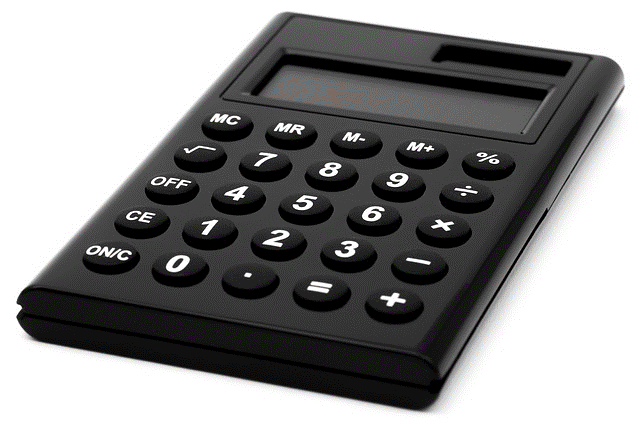 MC MR M- M+ %
√ 7 8 9 ÷
OFF 4 5 6 ×
CE 1 2 3 −
ON/C 0 . = +